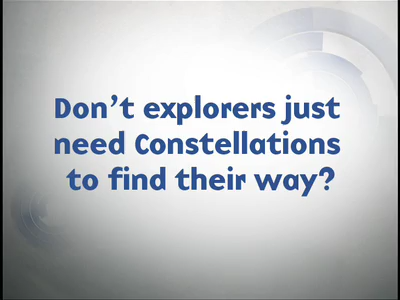 Don't explorers just
need Constellations
to find their way?